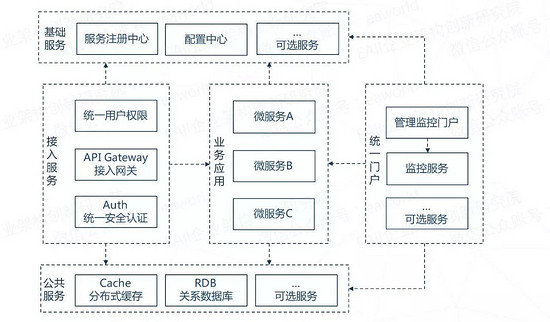 基础
服务
服务注册中心
配置中心
...
可选服务
接入服务
统一用户权限
API Gateway
接入网关
Auth
统一安全认证
业务应用
微服务A
微服务B
微服务C
统一门户
管理监控门户
监控服务
...
可选服务
公共
服务
Cache
分布式缓存
RDB
关系数据库
...
可选服务